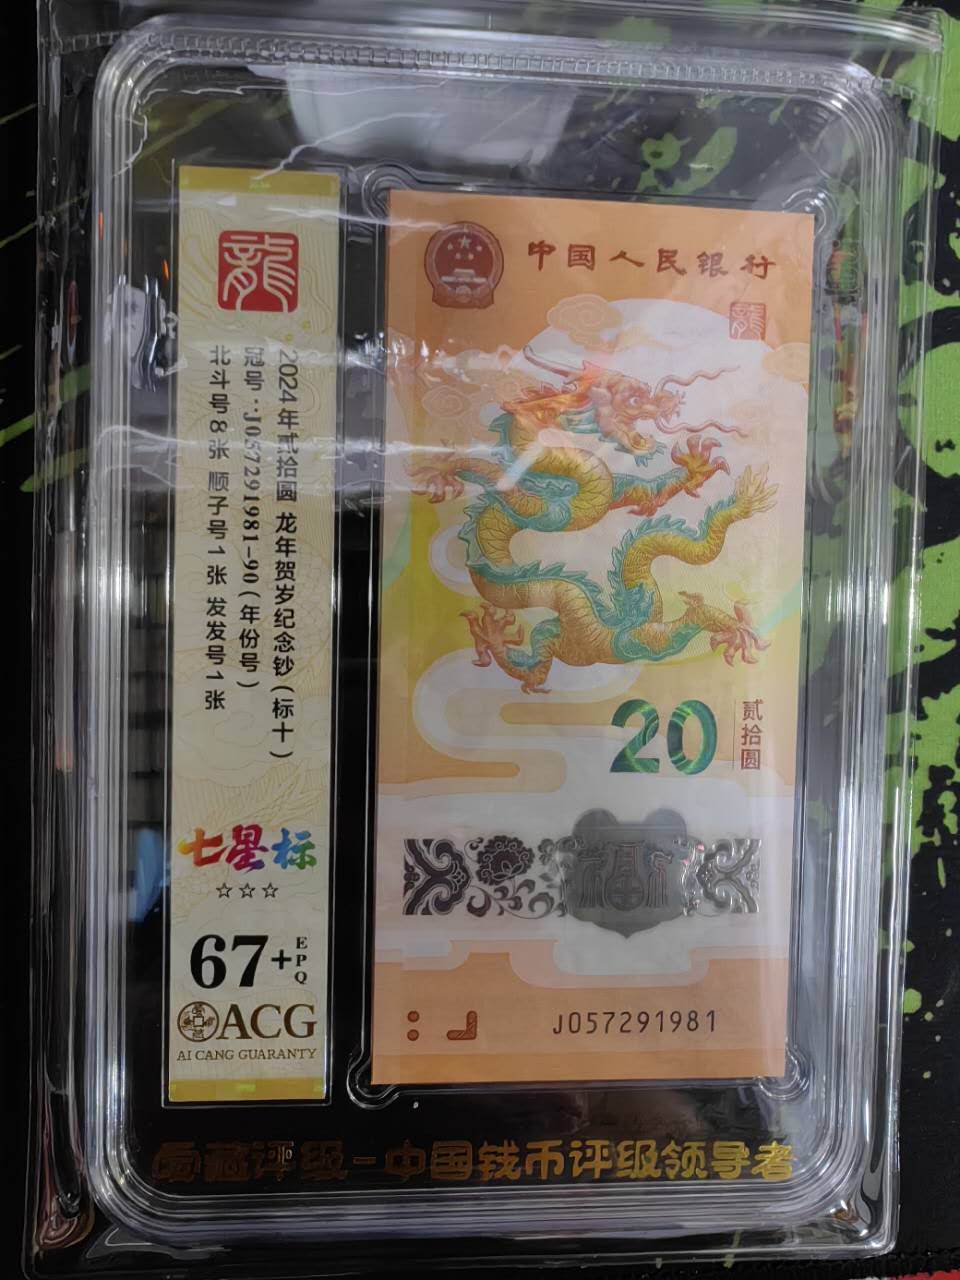 龍
2024年贰拾圆 龙年贺岁纪念钞(标十)
冠号:J057291981-90(年份号)
北斗号8张 顺子号1张 发发号1张
七星标
☆☆☆
67+EPQ
ACG
AI CANG GUARANTY
中国人民银行
龍
20
贰拾圆
福
J057291981
爱藏评级-中国钱币评级领导者